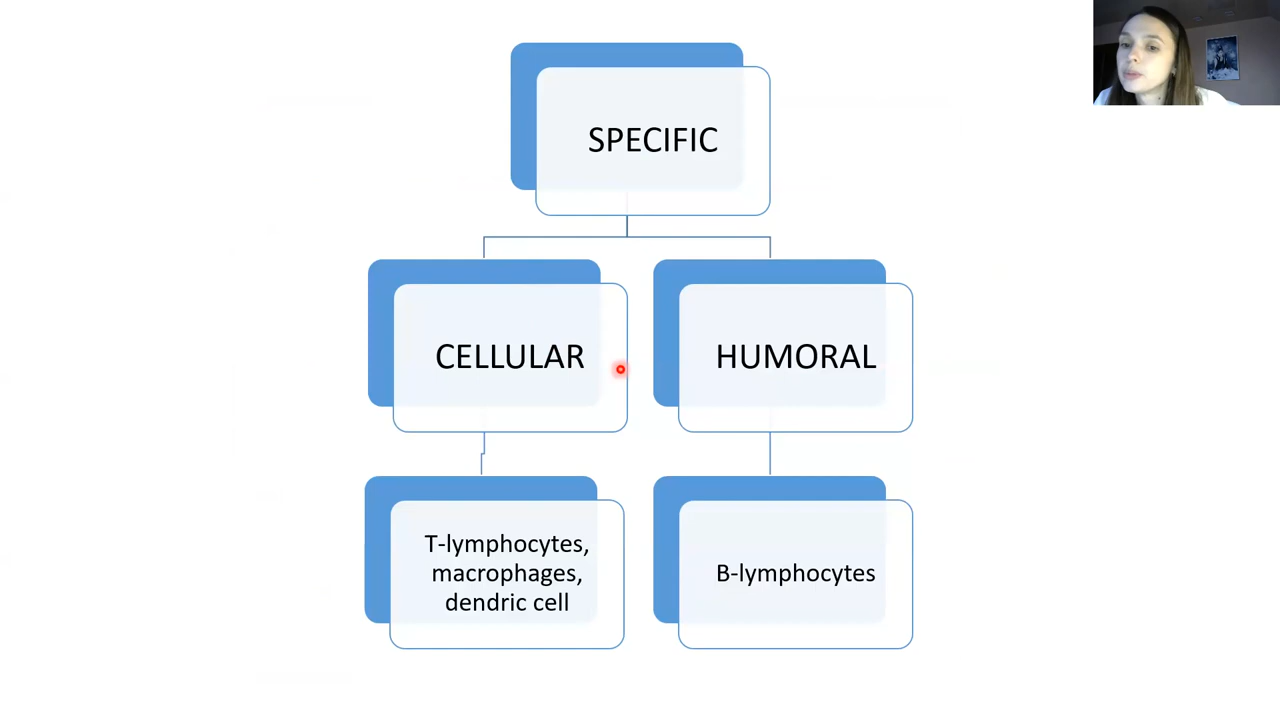 SPECIFIC
CELLULAR
HUMORAL
T-lymphocytes,
macrophages,
dendric cell
B-lymphocytes